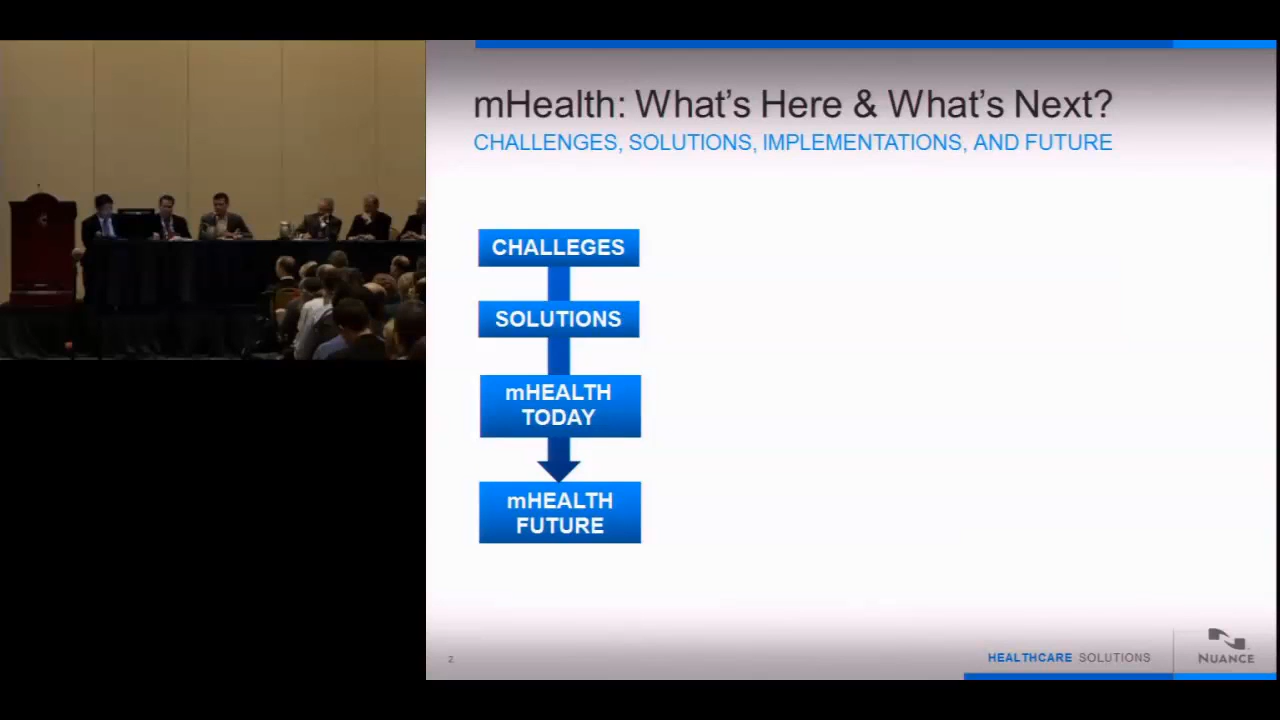 mHealth: What's Here & What's Next?
CHALLENGES, SOLUTIONS, IMPLEMENTATIONS, AND FUTURE
CHALLEGES
SOLUTIONS
mHEALTH
TODAY
mHEALTH
FUTURE
2
HEALTHCARE SOLUTIONS
NUANCE